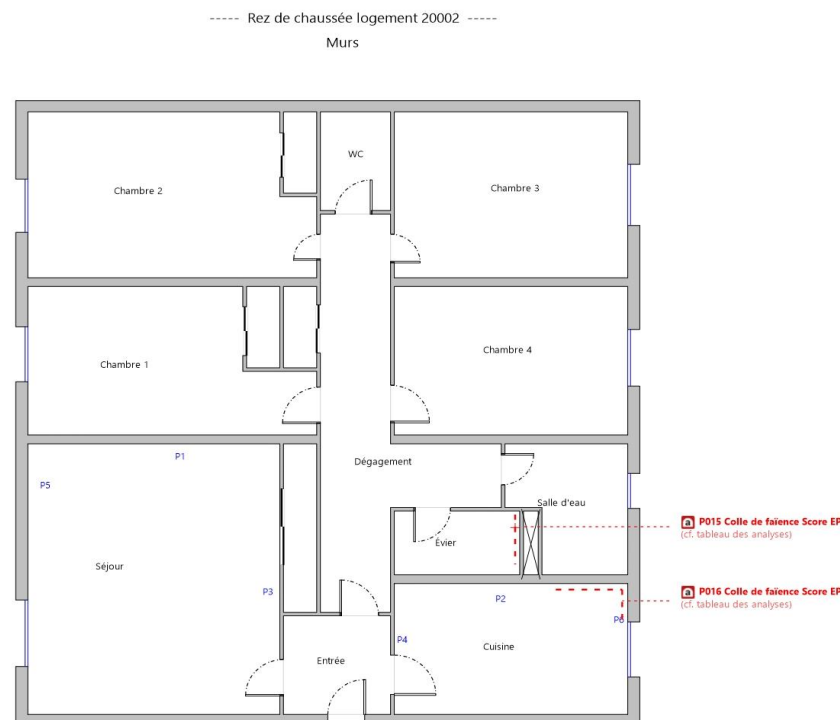 ----- Rez de chaussée logement 20002 -----
Murs
WC
Chambre 2
Chambre 3
Chambre 4
Chambre 1
P1
Dégagement
P5
Salle d'eau
a P015 Colle de faïence Score EP
(cf. tableau des analyses)
Évier
Séjour
P3
P2
a P016 Colle de faïence Score EP
(cf. tableau des analyses)
P6
P4
Cuisine
Entrée